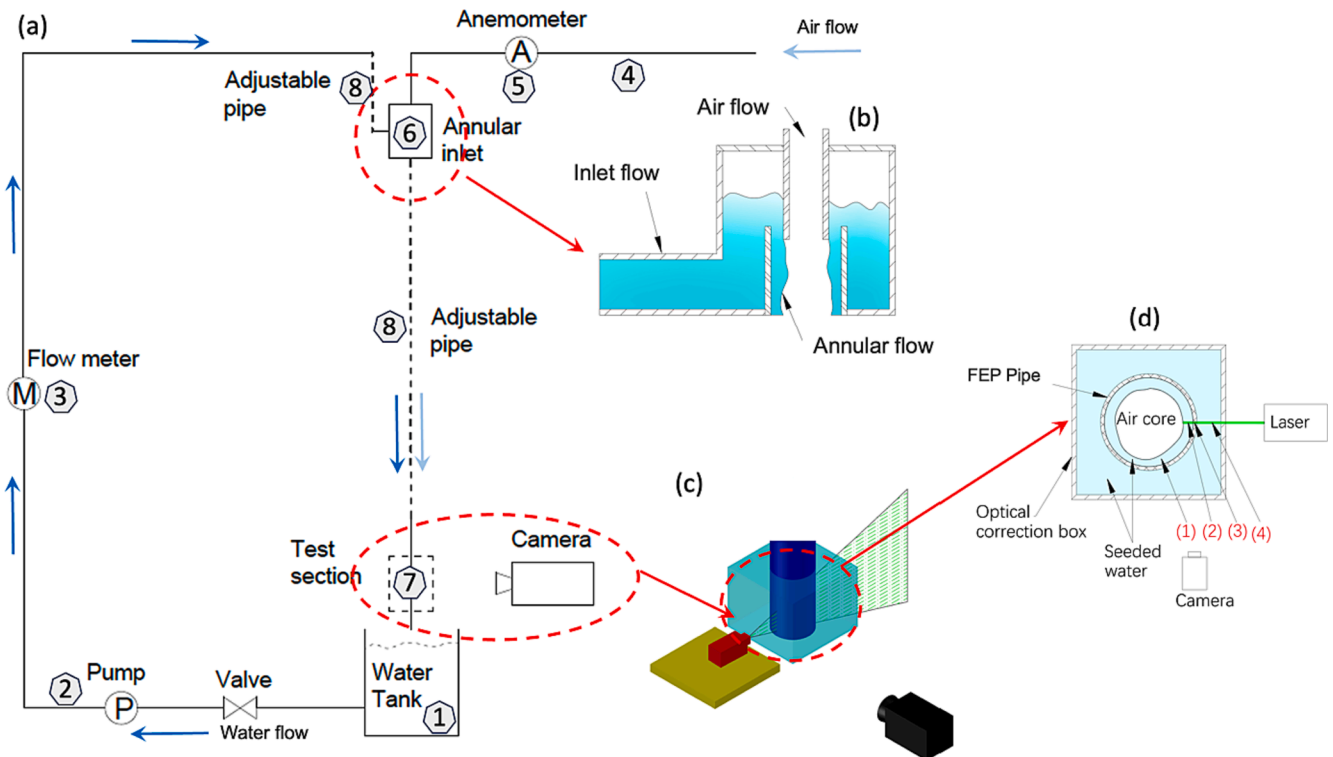 (a)
Anemometer
A
5
4
Air flow
Adjustable
pipe
8
6
Annular
inlet
Air flow
(b)
Inlet flow
Annular flow
8
Adjustable
pipe
Flow meter
M
3
(d)
FEP Pipe
Air core
Laser
Optical
correction box
Seeded
water
(1)
(2)
(3)
(4)
Camera
(c)
Test
section
7
Camera
2
Pump
P
Valve
Water flow
Water
Tank
1